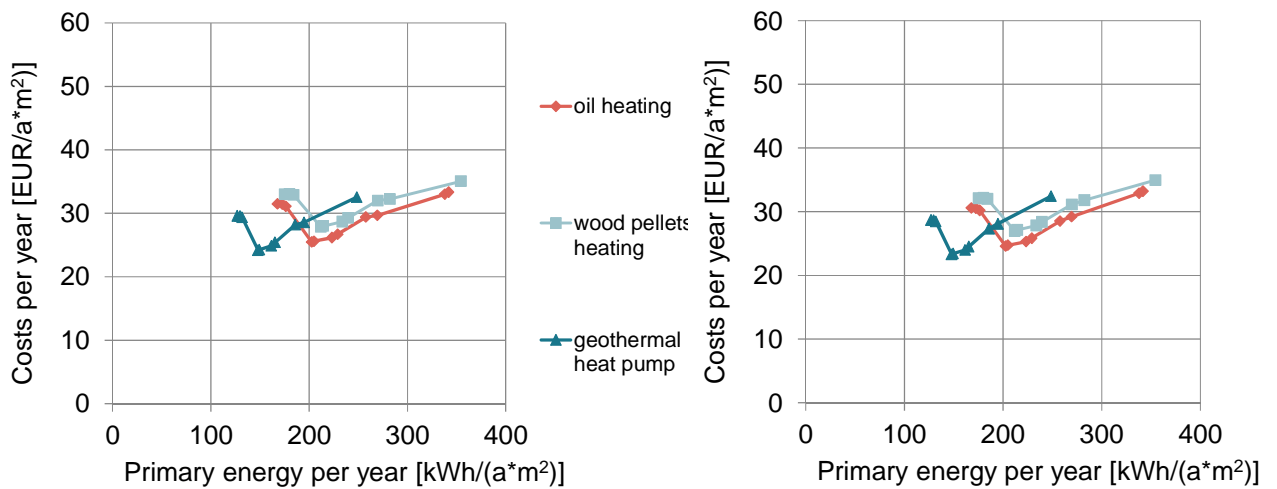 60
50
40
30
20
10
0
0 100 200 300 400
Costs per year [EUR/a*m²)]
Primary energy per year [kWh/(a*m²)]
oil heating
wood pellets
heating
geothermal
heat pump
60
50
40
30
20
10
0
0 100 200 300 400
Costs per year [EUR/a*m²)]
Primary energy per year [kWh/(a*m²)]